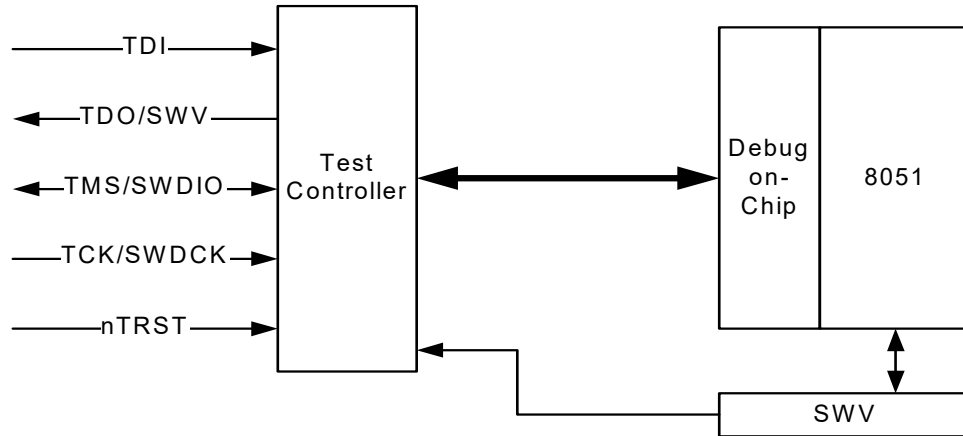 TDI
TDO/SWV
TMS/SWDIO
TCK/SWDCK
nTRST
Test
Controller
Debug
on-
Chip
8051
SWV